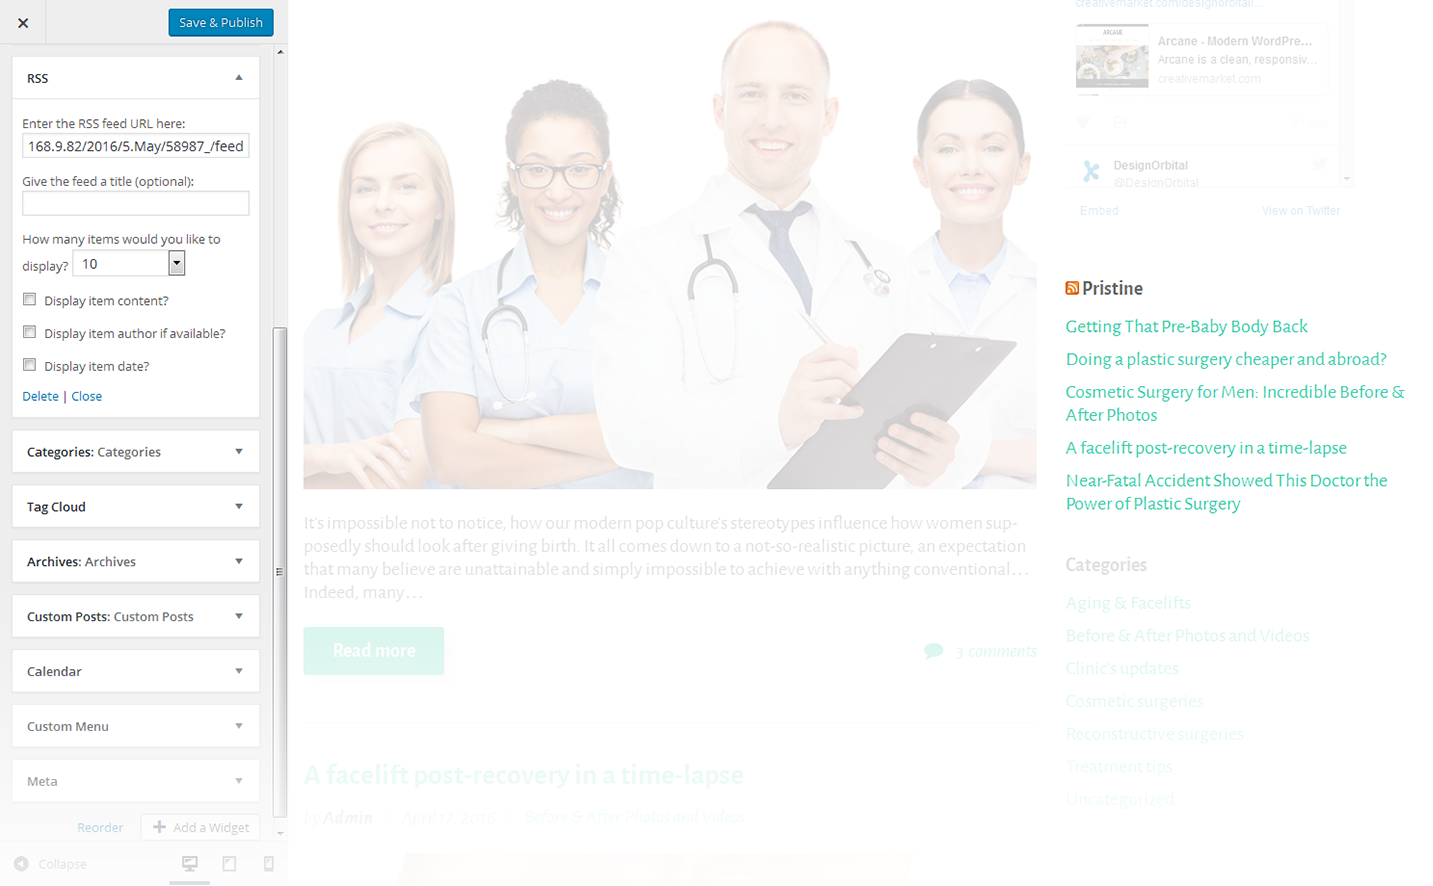 Save & Publish
RSS
Enter the RSS feed URL here:
168.9.82/2016/5.May/58987_/feed
Give the feed a title (optional):
How many items would you like to
display? 10
Display item content?
Display item author if available?
Display item date?
Delete | Close
Categories: Categories
Tag Cloud
Archives: Archives
Custom Posts: Custom Posts
Calendar
Custom Menu
Meta
Reorder
Add a Widget
Collapse
It's impossible not to notice, how our modern pop culture's stereotypes influence how women sup-
posedly should look after giving birth. It all comes down to a not-so-realistic picture, an expectation
that many believe are unattainable and simply impossible to achieve with anything conventional…
Indeed, many…
Read more
3 comments
A facelift post-recovery in a time-lapse
by Admin
April 17, 2016
Before & After Photos and Videos
creativemarket.com/designorbital/...
ARCANE
Arcane - Modern WordPre...
Arcane is a clean, responsiv...
creativemarket.com
DesignOrbital
@DesignOrbital
Embed
View on Twitter
Pristine
Getting That Pre-Baby Body Back
Doing a plastic surgery cheaper and abroad?
Cosmetic Surgery for Men: Incredible Before &
After Photos
A facelift post-recovery in a time-lapse
Near-Fatal Accident Showed This Doctor the
Power of Plastic Surgery
Categories
Aging & Facelifts
Before & After Photos and Videos
Clinic's updates
Cosmetic surgeries
Reconstructive surgeries
Treatment tips
Uncategorized